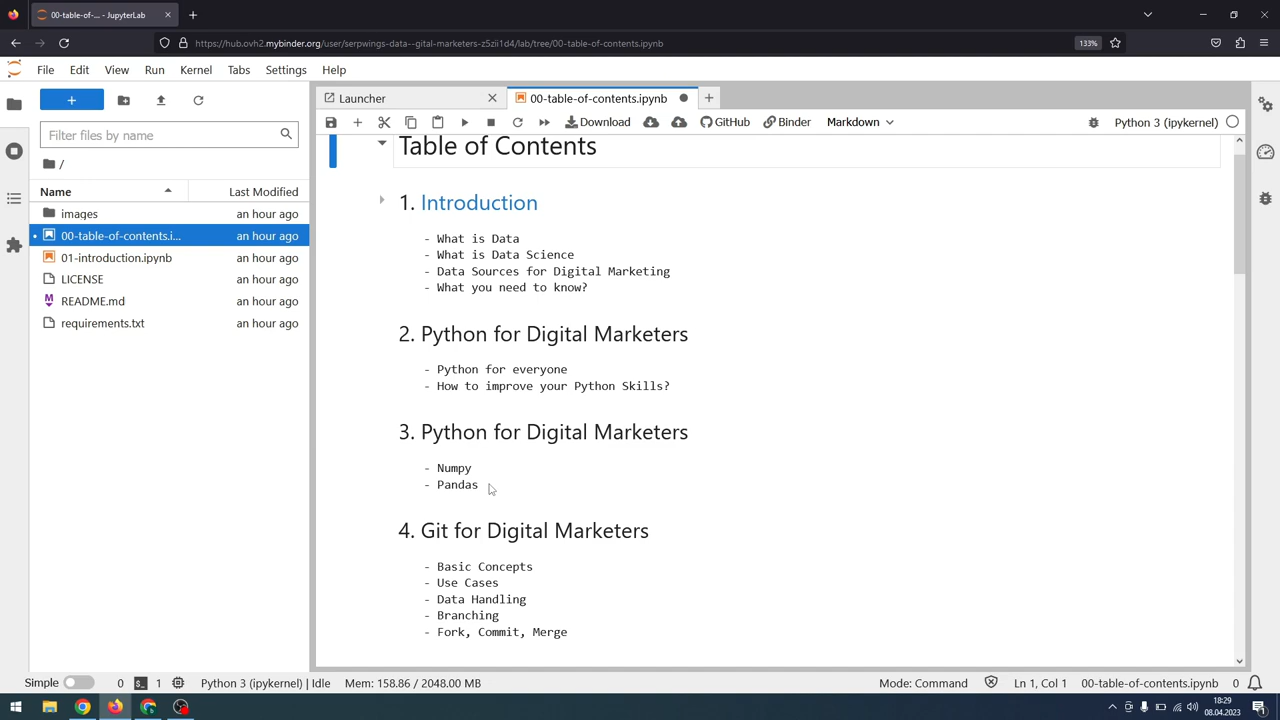 00-table-of-... - JupyterLab
https://hub.ovh2.mybinder.org/user/serpwings-data--gital-marketers-z5zii1d4/lab/tree/00-table-of-contents.ipynb
133%
File Edit View Run Kernel Tabs Settings Help
Launcher
00-table-of-contents.ipynb
Filter files by name
Download
GitHub
Binder
Markdown
Python 3 (ipykernel)
/
Name Last Modified
images an hour ago
00-table-of-contents.i... an hour ago
01-introduction.ipynb an hour ago
LICENSE an hour ago
README.md an hour ago
requirements.txt an hour ago
Table of Contents
1. Introduction
- What is Data
- What is Data Science
- Data Sources for Digital Marketing
- What you need to know?
2. Python for Digital Marketers
- Python for everyone
- How to improve your Python Skills?
3. Python for Digital Marketers
- Numpy
- Pandas
4. Git for Digital Marketers
- Basic Concepts
- Use Cases
- Data Handling
- Branching
- Fork, Commit, Merge
Simple 0 1 Python 3 (ipykernel) | Idle Mem: 158.86 / 2048.00 MB Mode: Command Ln 1, Col 1 00-table-of-contents.ipynb 0
18:29
08.04.2023